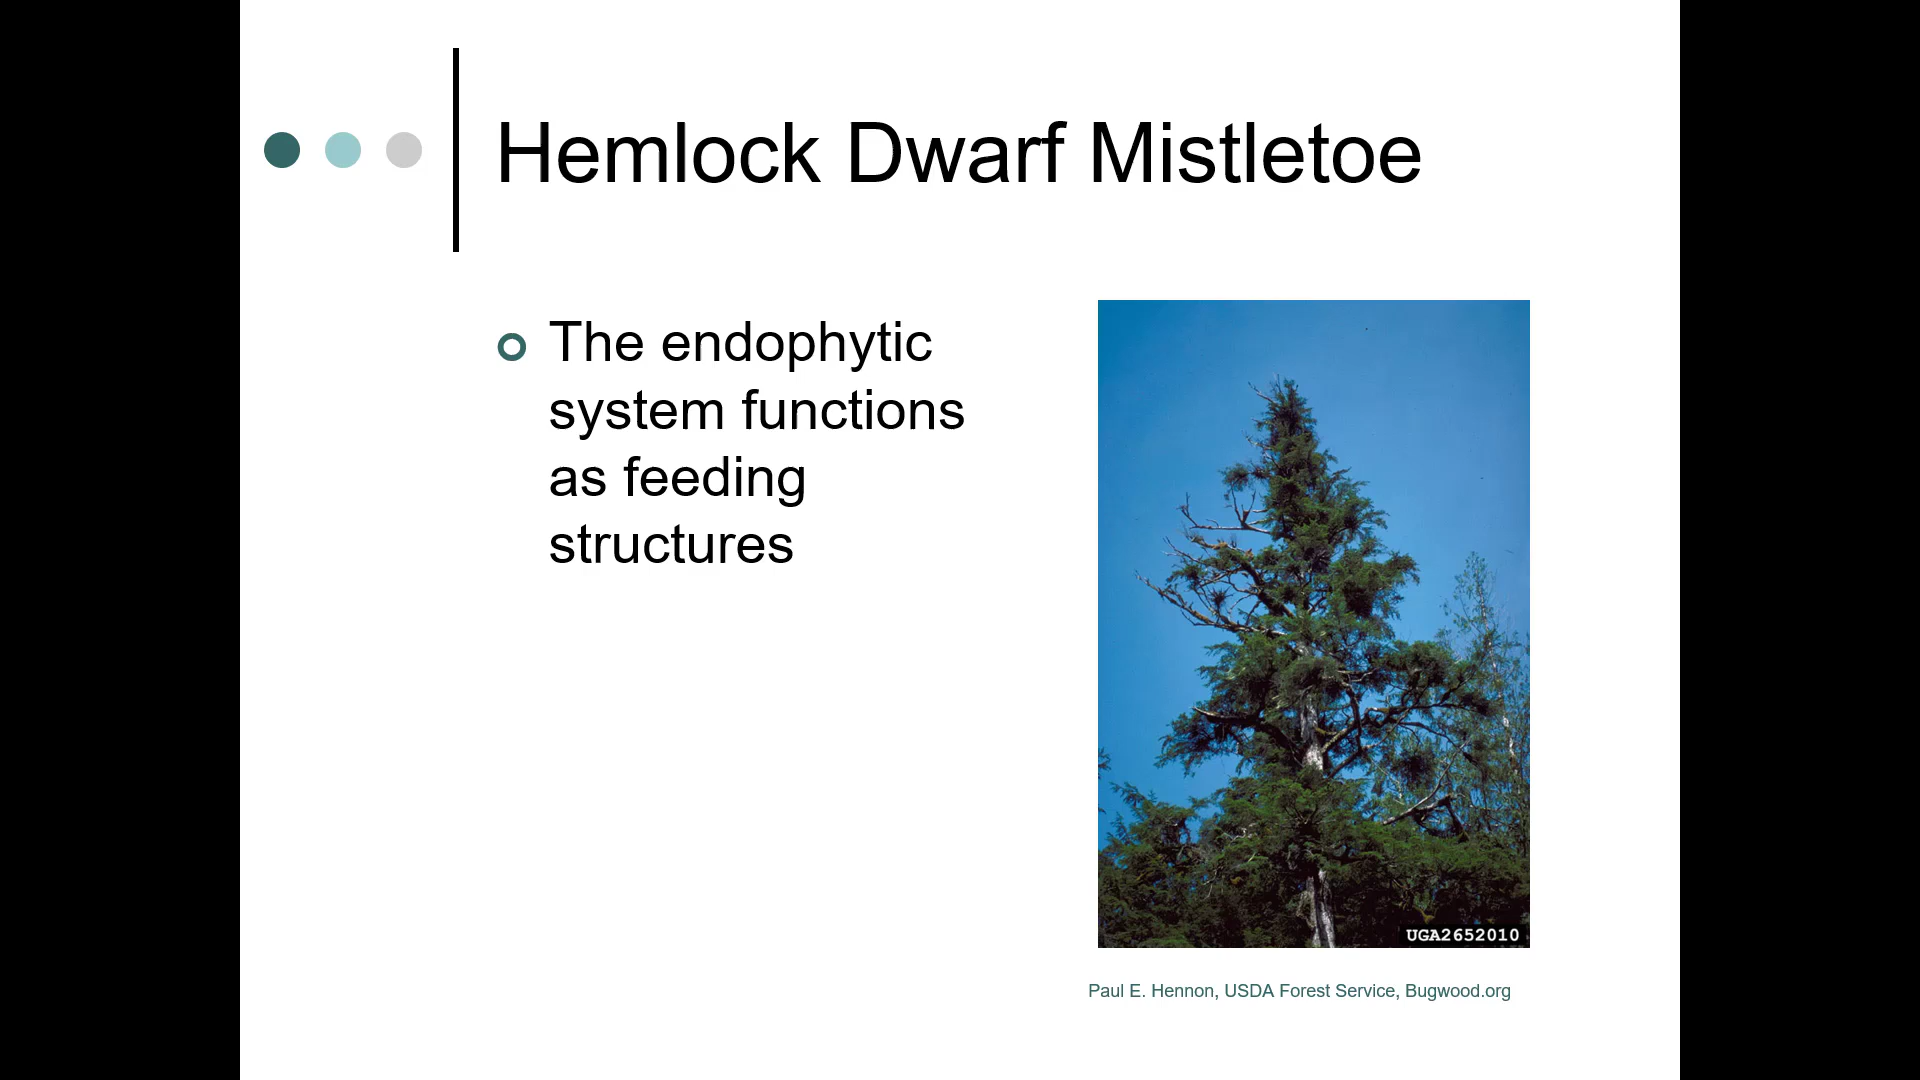 Hemlock Dwarf Mistletoe
The endophytic
system functions
as feeding
structures
UGA2652010
Paul E. Hennon, USDA Forest Service, Bugwood.org